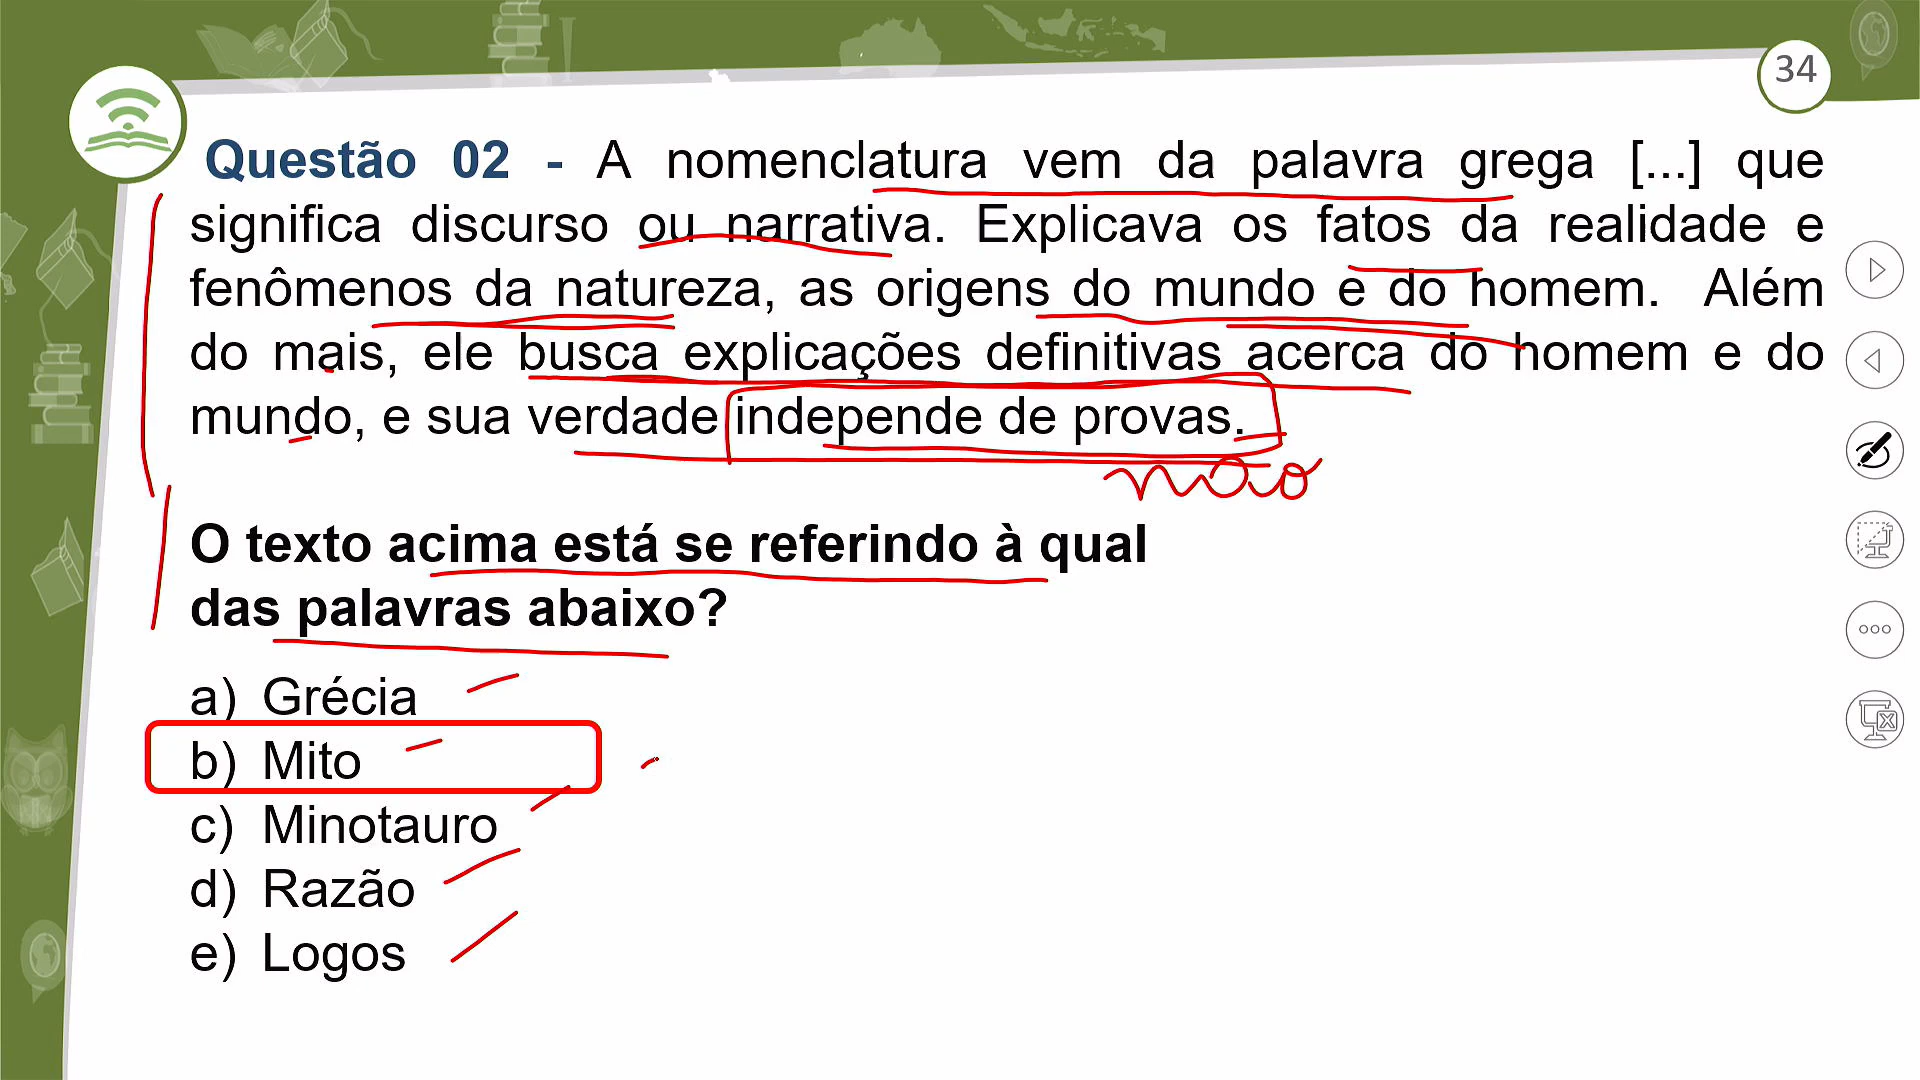 34
Questão 02 - A nomenclatura vem da palavra grega [...] que
significa discurso ou narrativa. Explicava os fatos da realidade e
fenômenos da natureza, as origens do mundo e do homem. Além
do mais, ele busca explicações definitivas acerca do homem e do
mundo, e sua verdade independe de provas.
não
O texto acima está se referindo à qual
das palavras abaixo?
a) Grécia
b) Mito
c) Minotauro
d) Razão
e) Logos